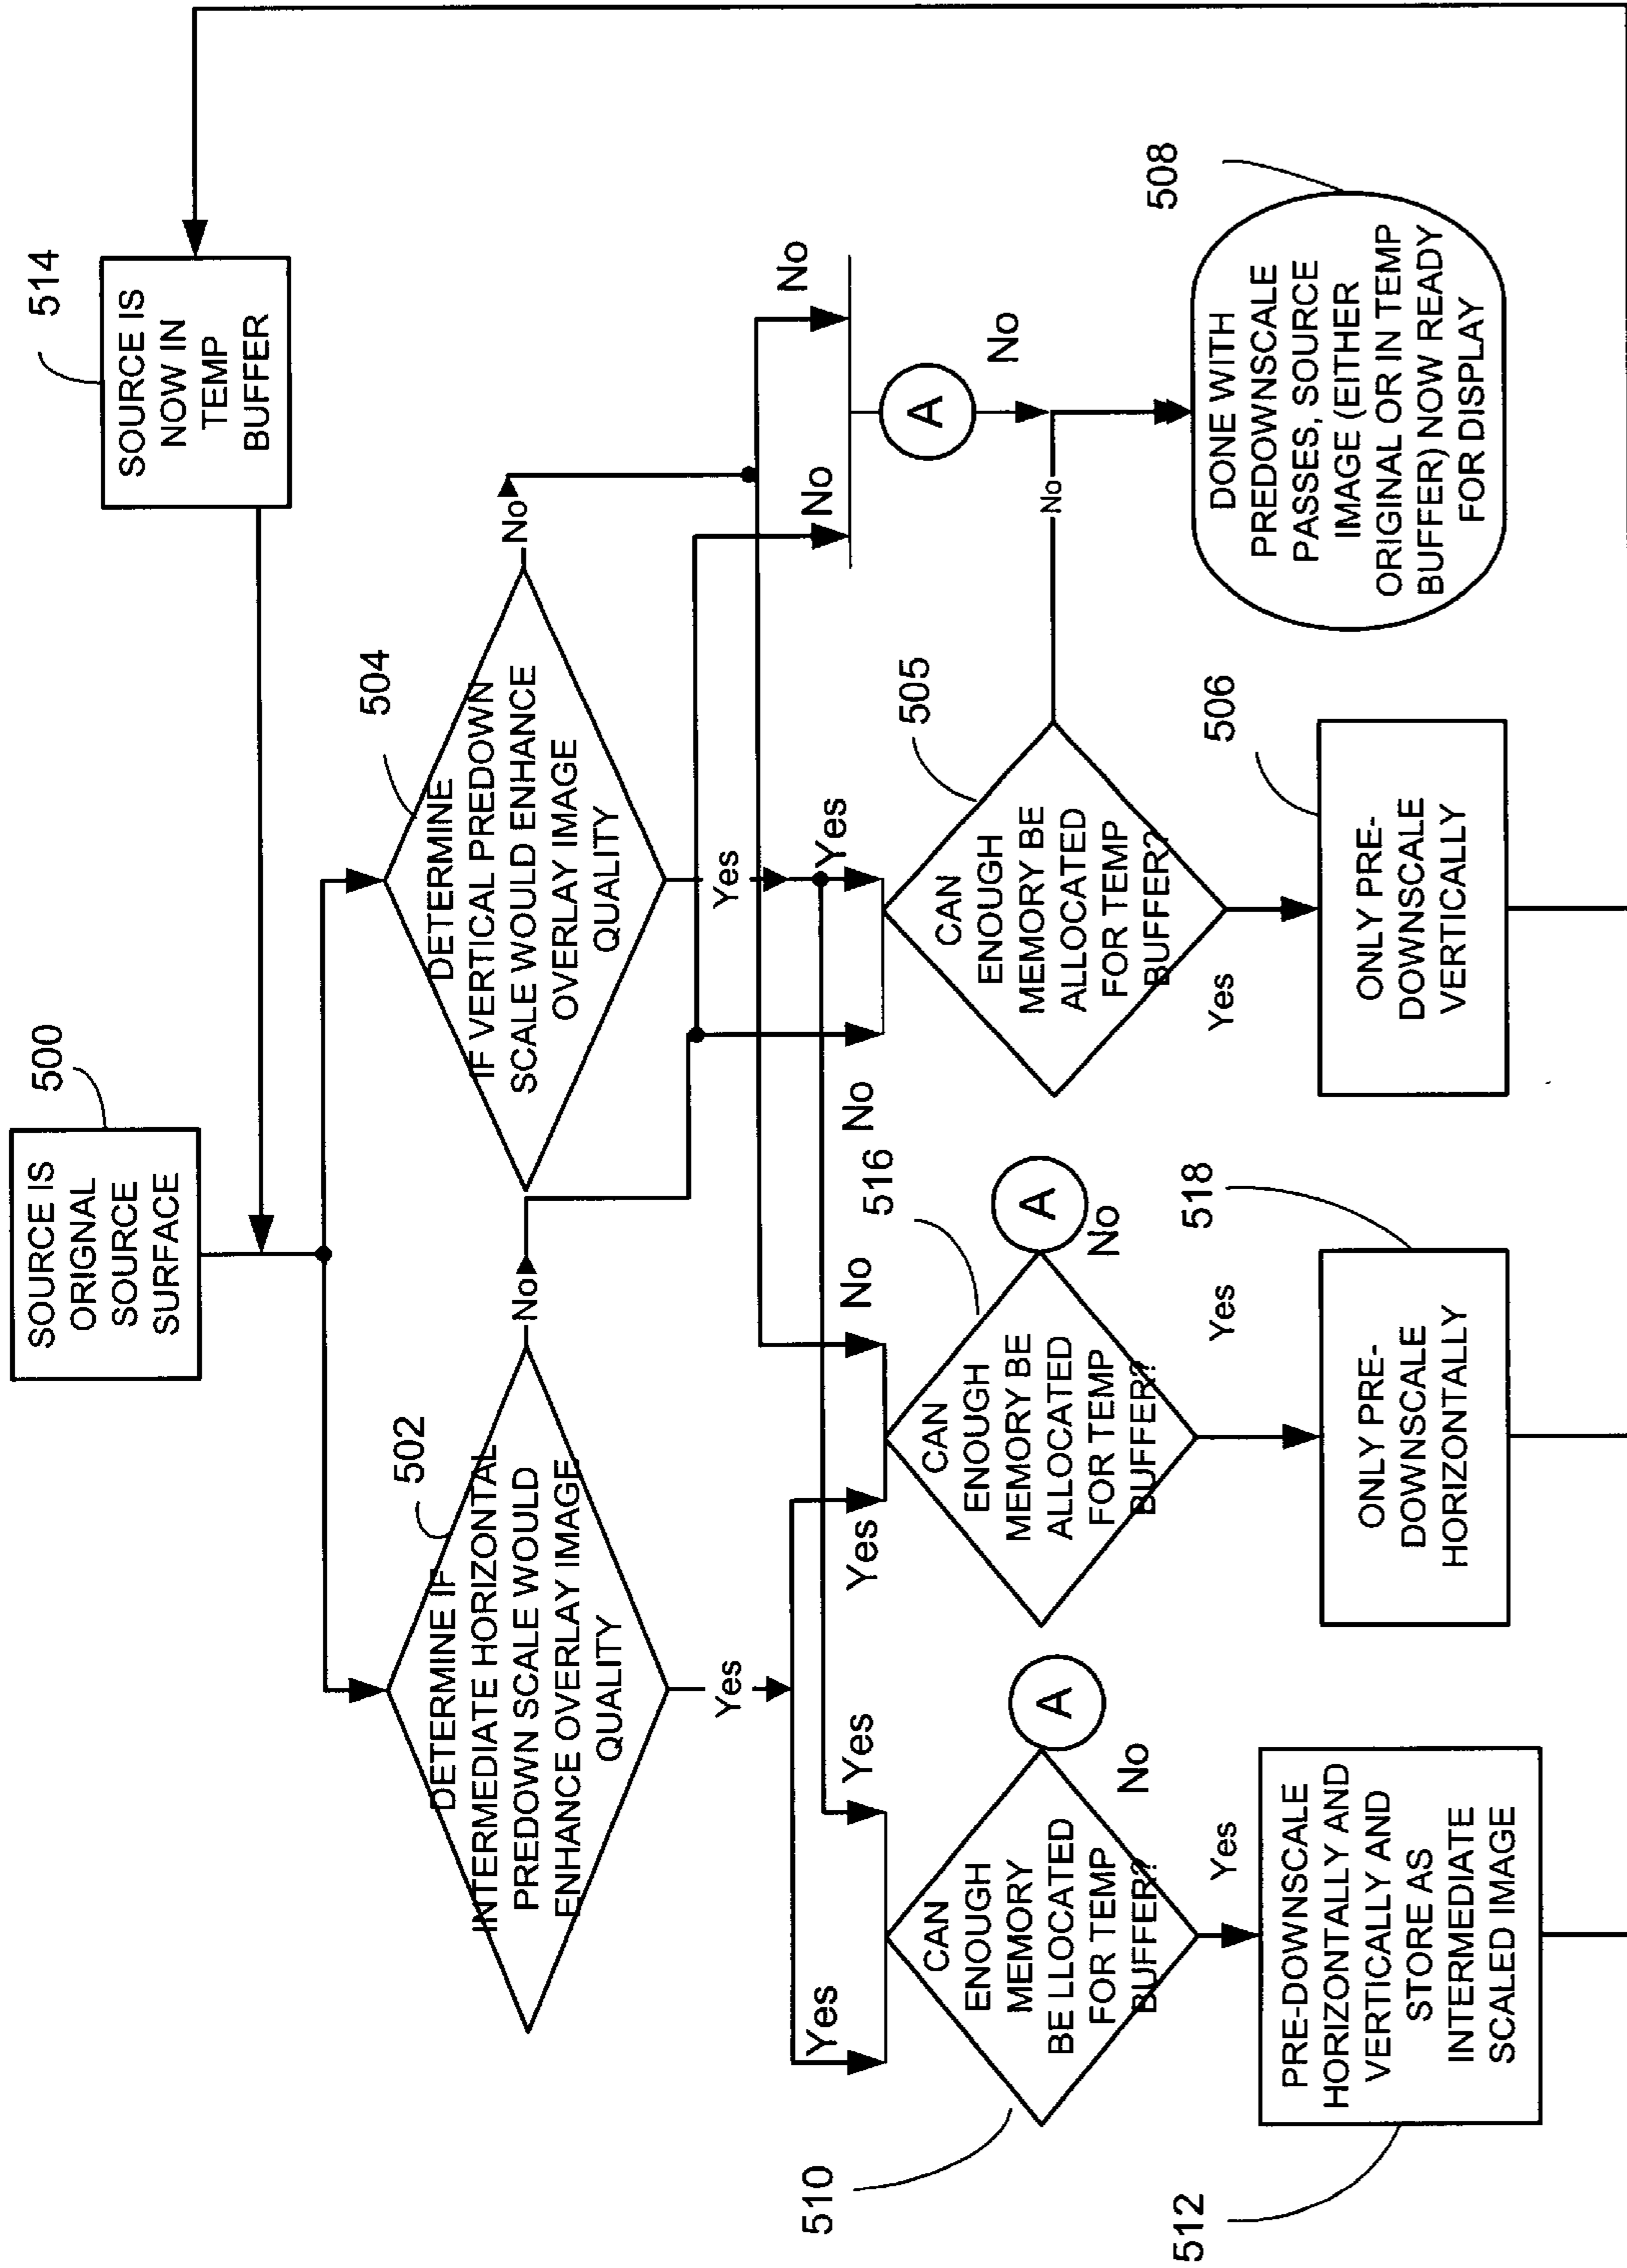 500
SOURCE IS
ORIGNAL
SOURCE
SURFACE
514
SOURCE IS
NOW IN
TEMP
BUFFER
502
DETERMINE IF
INTERMEDIATE HORIZONTAL
PREDOWN SCALE WOULD
ENHANCE OVERLAY IMAGE
QUALITY
No
Yes
504
DETERMINE
IF VERTICAL PREDOWN
SCALE WOULD ENHANCE
OVERLAY IMAGE
QUALITY
No
Yes
Yes
Yes
Yes
No
No
Yes
No
No
A
No
510
CAN
ENOUGH
MEMORY
BE LLOCATED
FOR TEMP
BUFFER?
A
No
Yes
516
CAN
ENOUGH
MEMORY BE
ALLOCATED
FOR TEMP
BUFFER?
A
No
Yes
505
CAN
ENOUGH
MEMORY BE
ALLOCATED
FOR TEMP
BUFFER?
No
Yes
512
PRE-DOWNSCALE
HORIZONTALLY AND
VERTICALLY AND
STORE AS
INTERMEDIATE
SCALED IMAGE
518
ONLY PRE-
DOWNSCALE
HORIZONTALLY
506
ONLY PRE-
DOWNSCALE
VERTICALLY
508
DONE WITH
PREDOWNSCALE
PASSES, SOURCE
IMAGE (EITHER
ORIGINAL OR IN TEMP
BUFFER) NOW READY
FOR DISPLAY